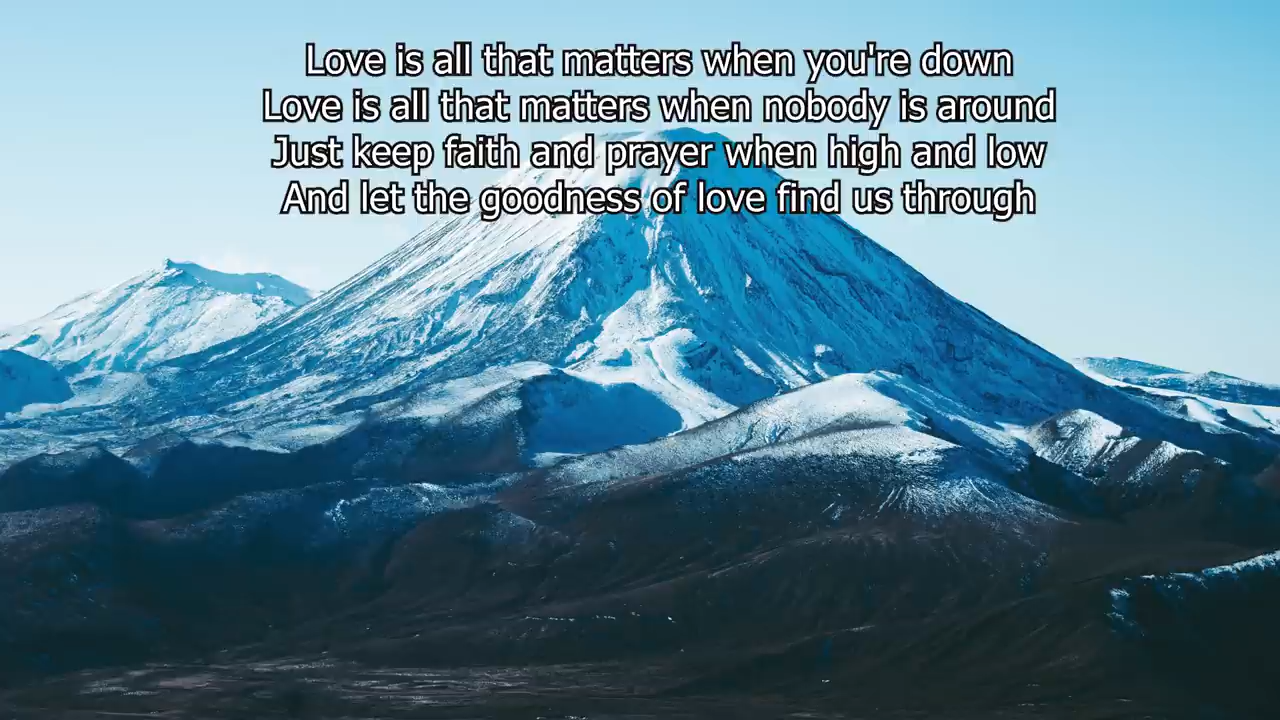 Love is all that matters when you're down
Love is all that matters when nobody is around
Just keep faith and prayer when high and low
And let the goodness of love find us through